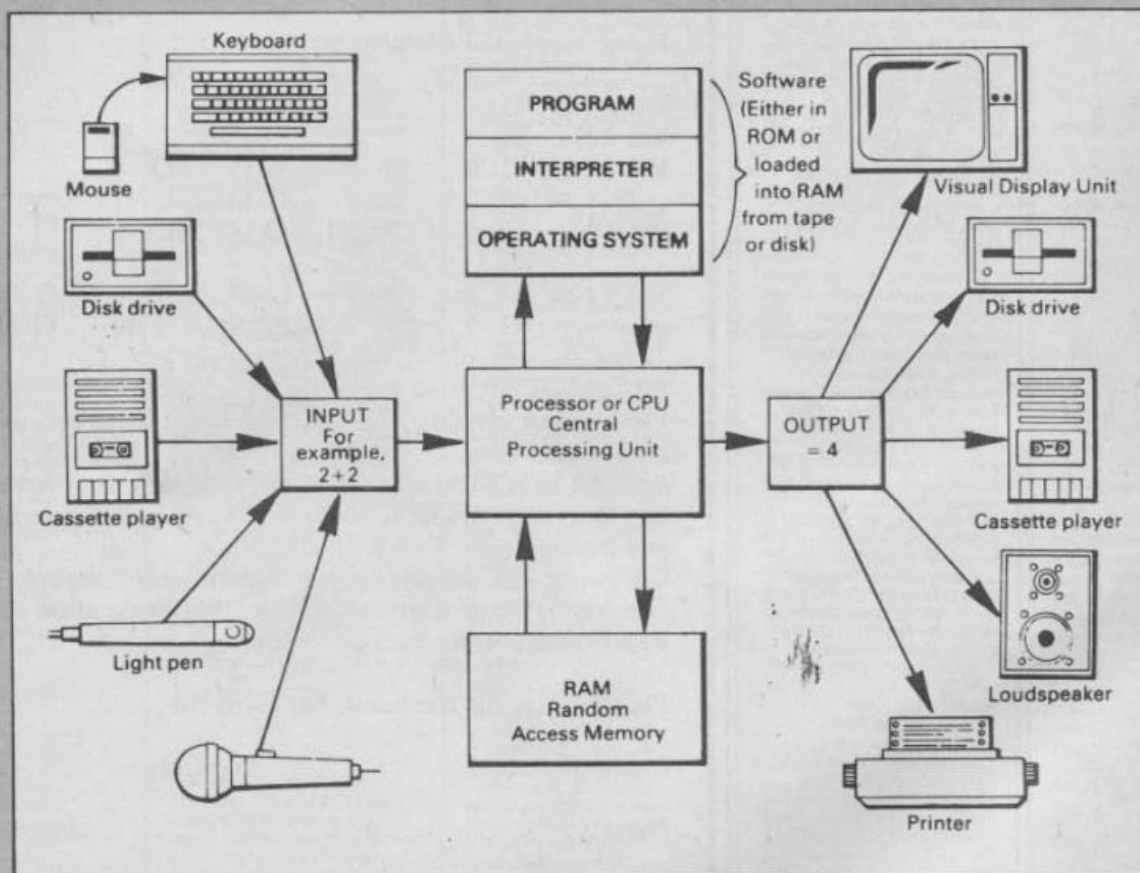 Keyboard
Mouse
Disk drive
Cassette player
Light pen
INPUT
For
example,
2+2
PROGRAM
INTERPRETER
OPERATING SYSTEM
Software
(Either in
ROM or
loaded
into RAM
from tape
or disk)
Processor or CPU
Central
Processing Unit
RAM
Random
Access Memory
OUTPUT
= 4
Visual Display Unit
Disk drive
Cassette player
Loudspeaker
Printer